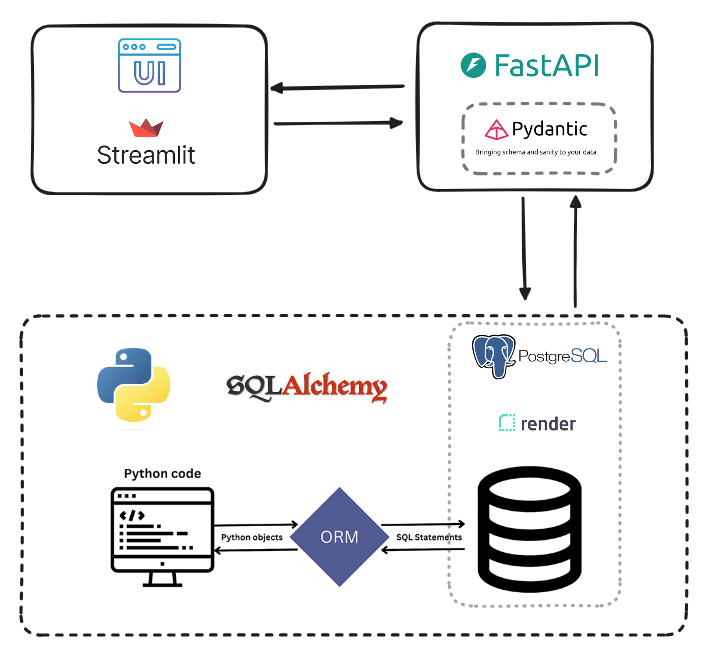 UI
Streamlit
FastAPI
Pydantic
Bringing schema and sanity to your data
PostgreSQL
SQLAlchemy
render
Python code
</>
Python objects
ORM
SQL Statements